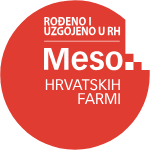 ROĐENO I
UZGOJENO U RH
Meso
HRVATSKIH
FARMI